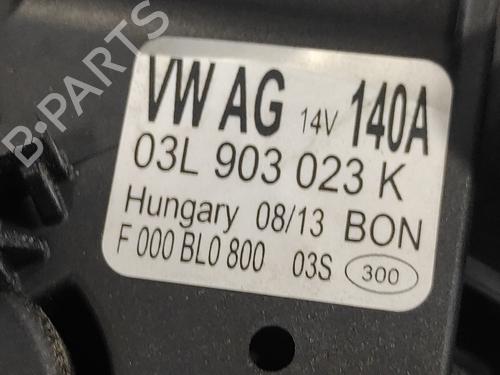 VW AG 14V 140A
03L 903 023 K
Hungary 08/13 BON
F 000 BL0 800 03S 300
B-PARTS